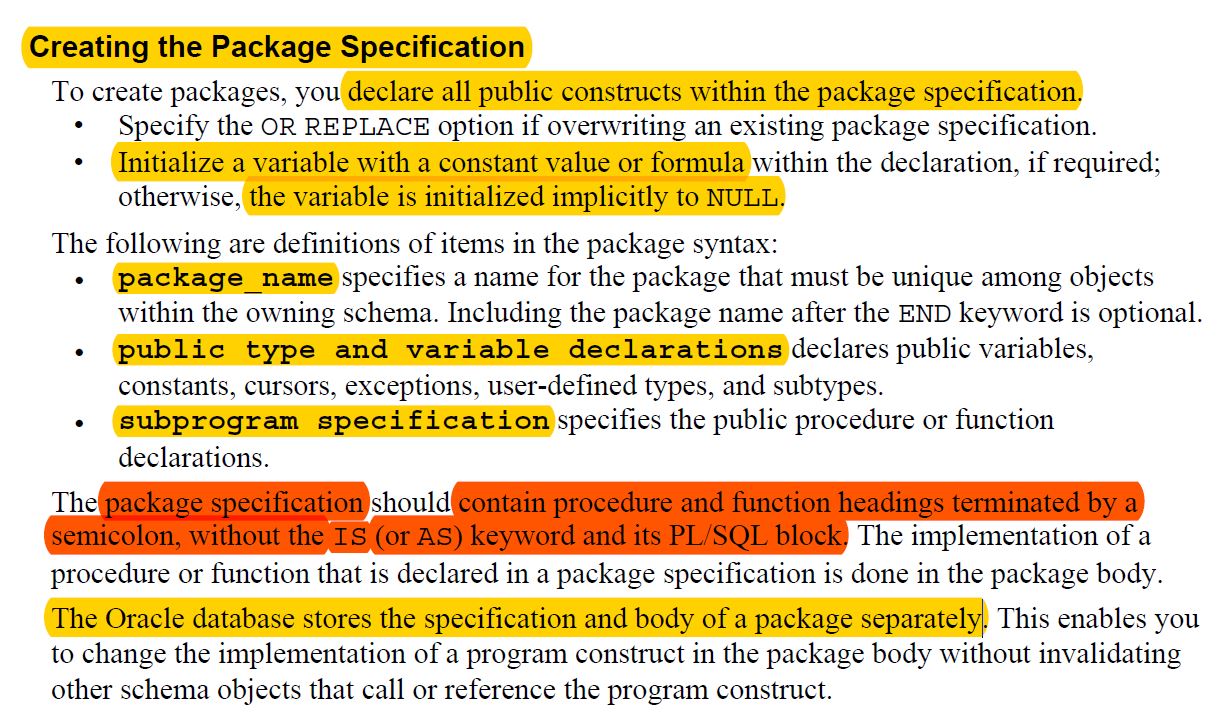 Creating the Package Specification
To create packages, you declare all public constructs within the package specification.
• Specify the OR REPLACE option if overwriting an existing package specification.
• Initialize a variable with a constant value or formula within the declaration, if required;
otherwise, the variable is initialized implicitly to NULL.
The following are definitions of items in the package syntax:
• package_name specifies a name for the package that must be unique among objects
within the owning schema. Including the package name after the END keyword is optional.
• public type and variable declarations declares public variables,
constants, cursors, exceptions, user-defined types, and subtypes.
• subprogram specification specifies the public procedure or function
declarations.
The package specification should contain procedure and function headings terminated by a
semicolon, without the IS (or AS) keyword and its PL/SQL block. The implementation of a
procedure or function that is declared in a package specification is done in the package body.
The Oracle database stores the specification and body of a package separately. This enables you
to change the implementation of a program construct in the package body without invalidating
other schema objects that call or reference the program construct.